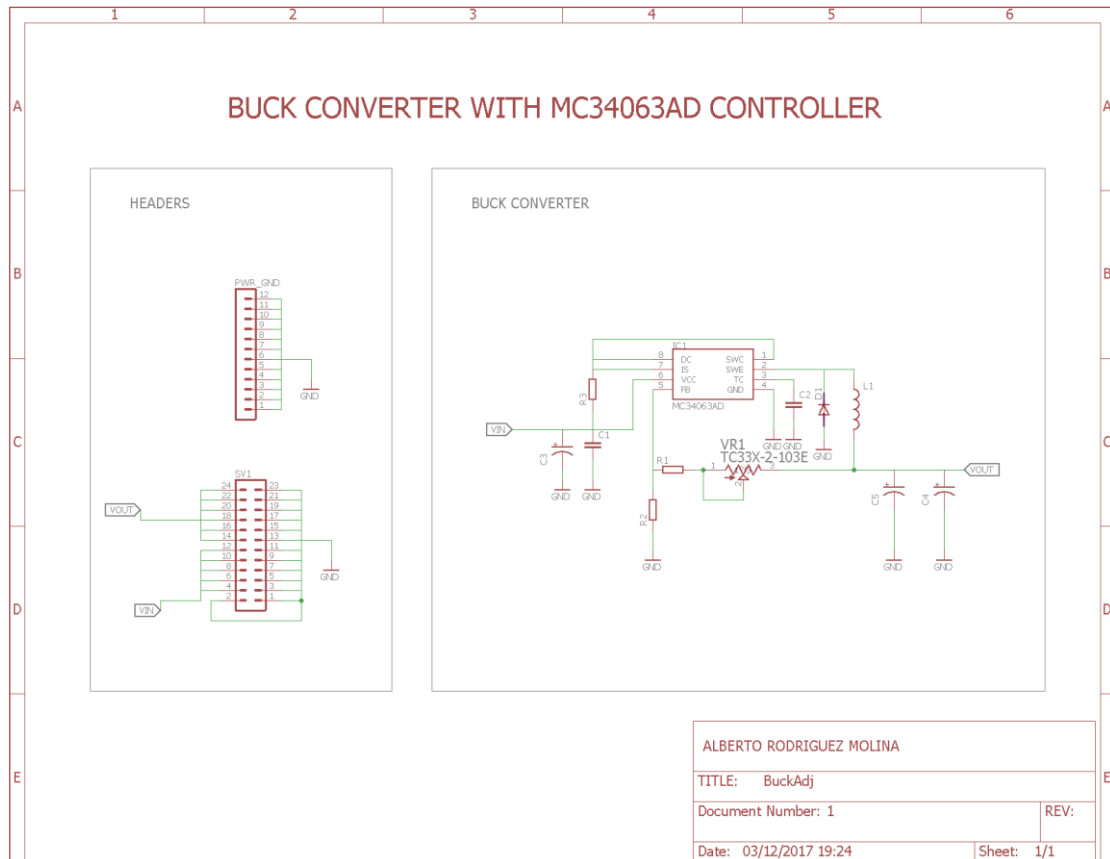 1 2 3 4 5 6
A A
BUCK CONVERTER WITH MC34063AD CONTROLLER
HEADERS
BUCK CONVERTER
B B
PWR_GND
12
11
10
9
8
7
6
5
4
3
2
1
GND
IC1
8 DC SWC 1
7 IS SWE 2
6 VCC TC 3
5 FB GND 4
MC34063AD
R3
C2
D1
L1
GND GND GND
C C
VIN
C3
C1
GND GND
VR1
TC33X-2-103E
R1
1 2 3
VOUT
R2
C5
C4
GND
GND GND
SV1
24 23
22 21
20 19
18 17
16 15
14 13
12 11
10 9
8 7
6 5
4 3
2 1
VOUT
GND
VIN
D D
E E
ALBERTO RODRIGUEZ MOLINA
TITLE: BuckAdj
Document Number: 1 REV:
Date: 03/12/2017 19:24 Sheet: 1/1